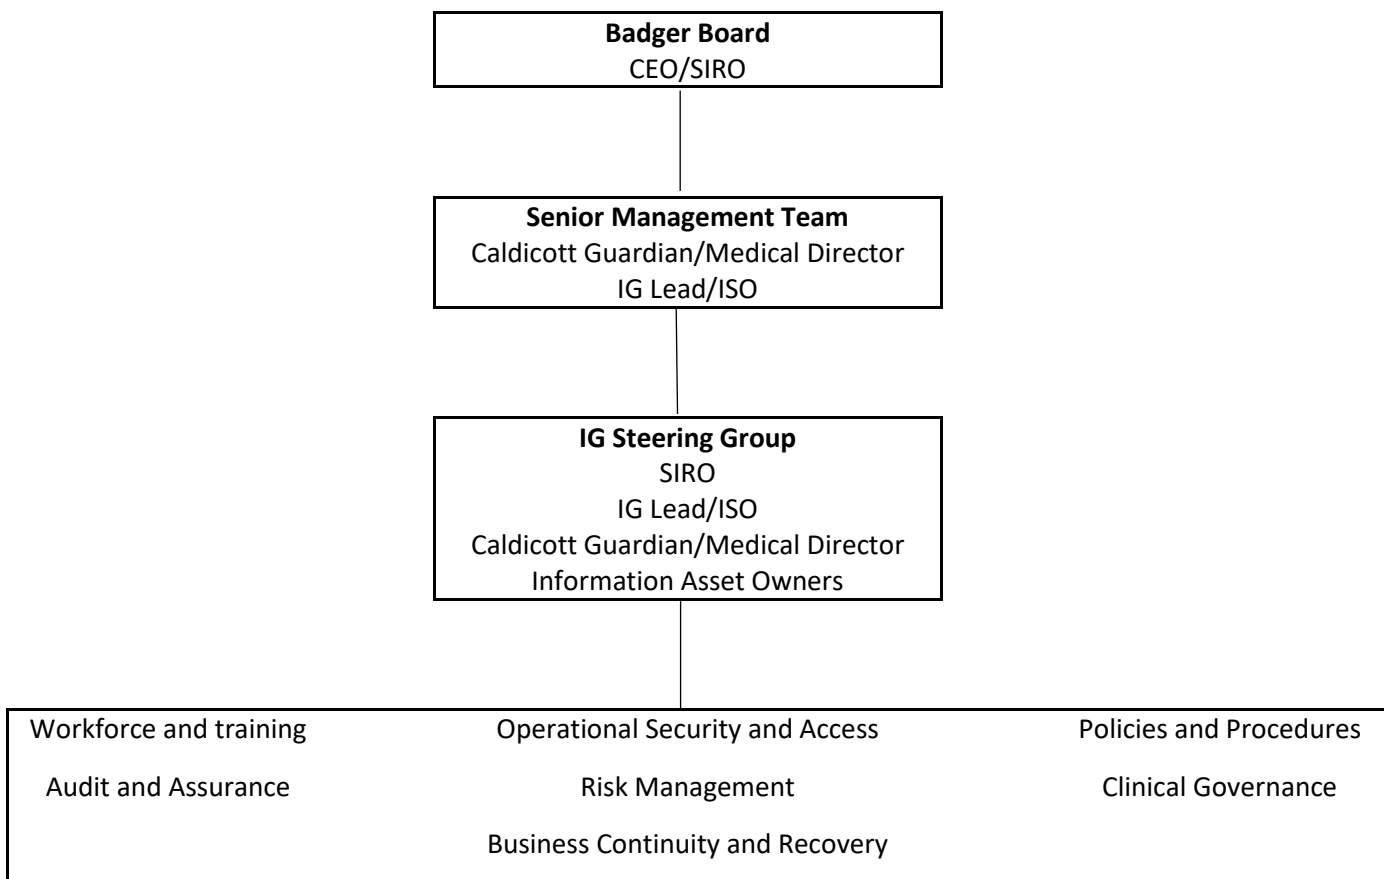 Badger Board
CEO/SIRO
Senior Management Team
Caldicott Guardian/Medical Director
IG Lead/ISO
IG Steering Group
SIRO
IG Lead/ISO
Caldicott Guardian/Medical Director
Information Asset Owners
Workforce and training Operational Security and Access Policies and Procedures
Audit and Assurance Risk Management Clinical Governance
Business Continuity and Recovery